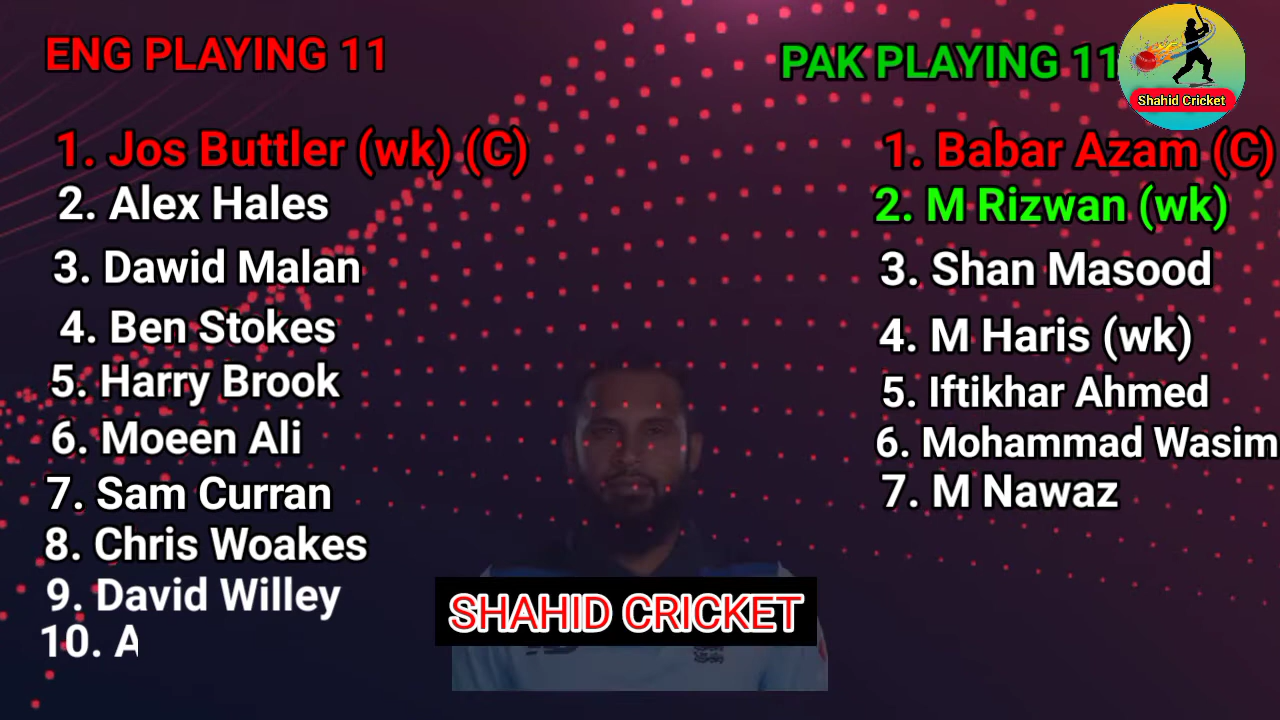 ENG PLAYING 11
1. Jos Buttler (wk) (C)
2. Alex Hales
3. Dawid Malan
4. Ben Stokes
5. Harry Brook
6. Moeen Ali
7. Sam Curran
8. Chris Woakes
9. David Willey
10. A
PAK PLAYING 11
Shahid Cricket
1. Babar Azam (C)
2. M Rizwan (wk)
3. Shan Masood
4. M Haris (wk)
5. Iftikhar Ahmed
6. Mohammad Wasim
7. M Nawaz
SHAHID CRICKET